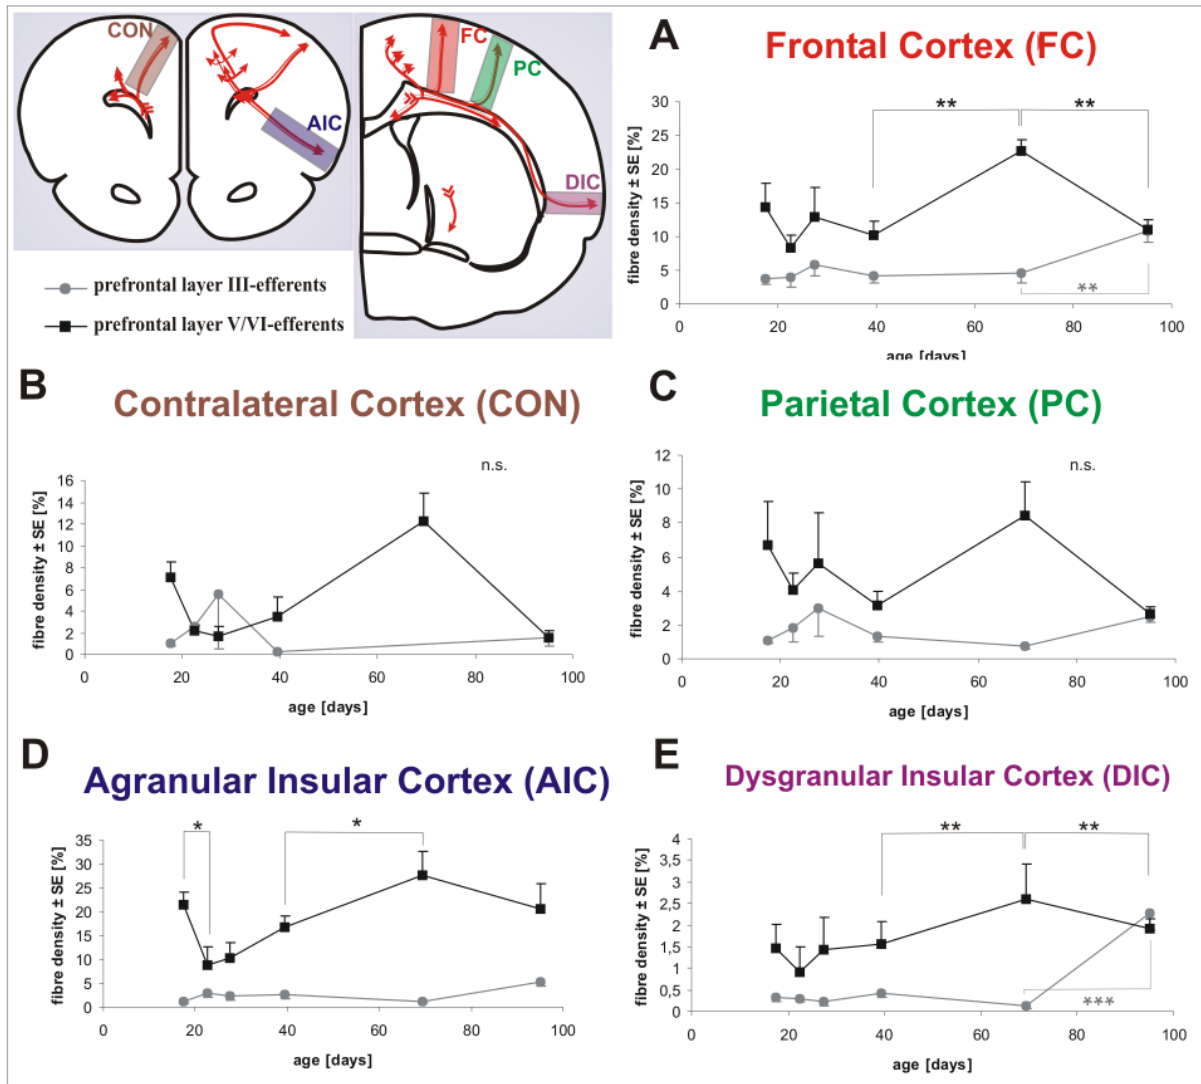 CON
AIC
FC
PC
DIC
prefrontal layer III-efferents
prefrontal layer V/VI-efferents
A
Frontal Cortex (FC)
fibre density ± SE [%]
30
25
20
15
10
5
0
**
**
**
0
20
40
60
80
100
age [days]
B
Contralateral Cortex (CON)
n.s.
fibre density ± SE [%]
16
14
12
10
8
6
4
2
0
0
20
40
60
80
100
age [days]
C
Parietal Cortex (PC)
n.s.
fibre density ± SE [%]
12
10
8
6
4
2
0
0
20
40
60
80
100
age [days]
D
Agranular Insular Cortex (AIC)
*
*
fibre density ± SE [%]
35
30
25
20
15
10
5
0
0
20
40
60
80
100
age [days]
E
Dysgranular Insular Cortex (DIC)
**
**
***
fibre density ± SE [%]
4
3,5
3
2,5
2
1,5
1
0,5
0
0
20
40
60
80
100
age [days]